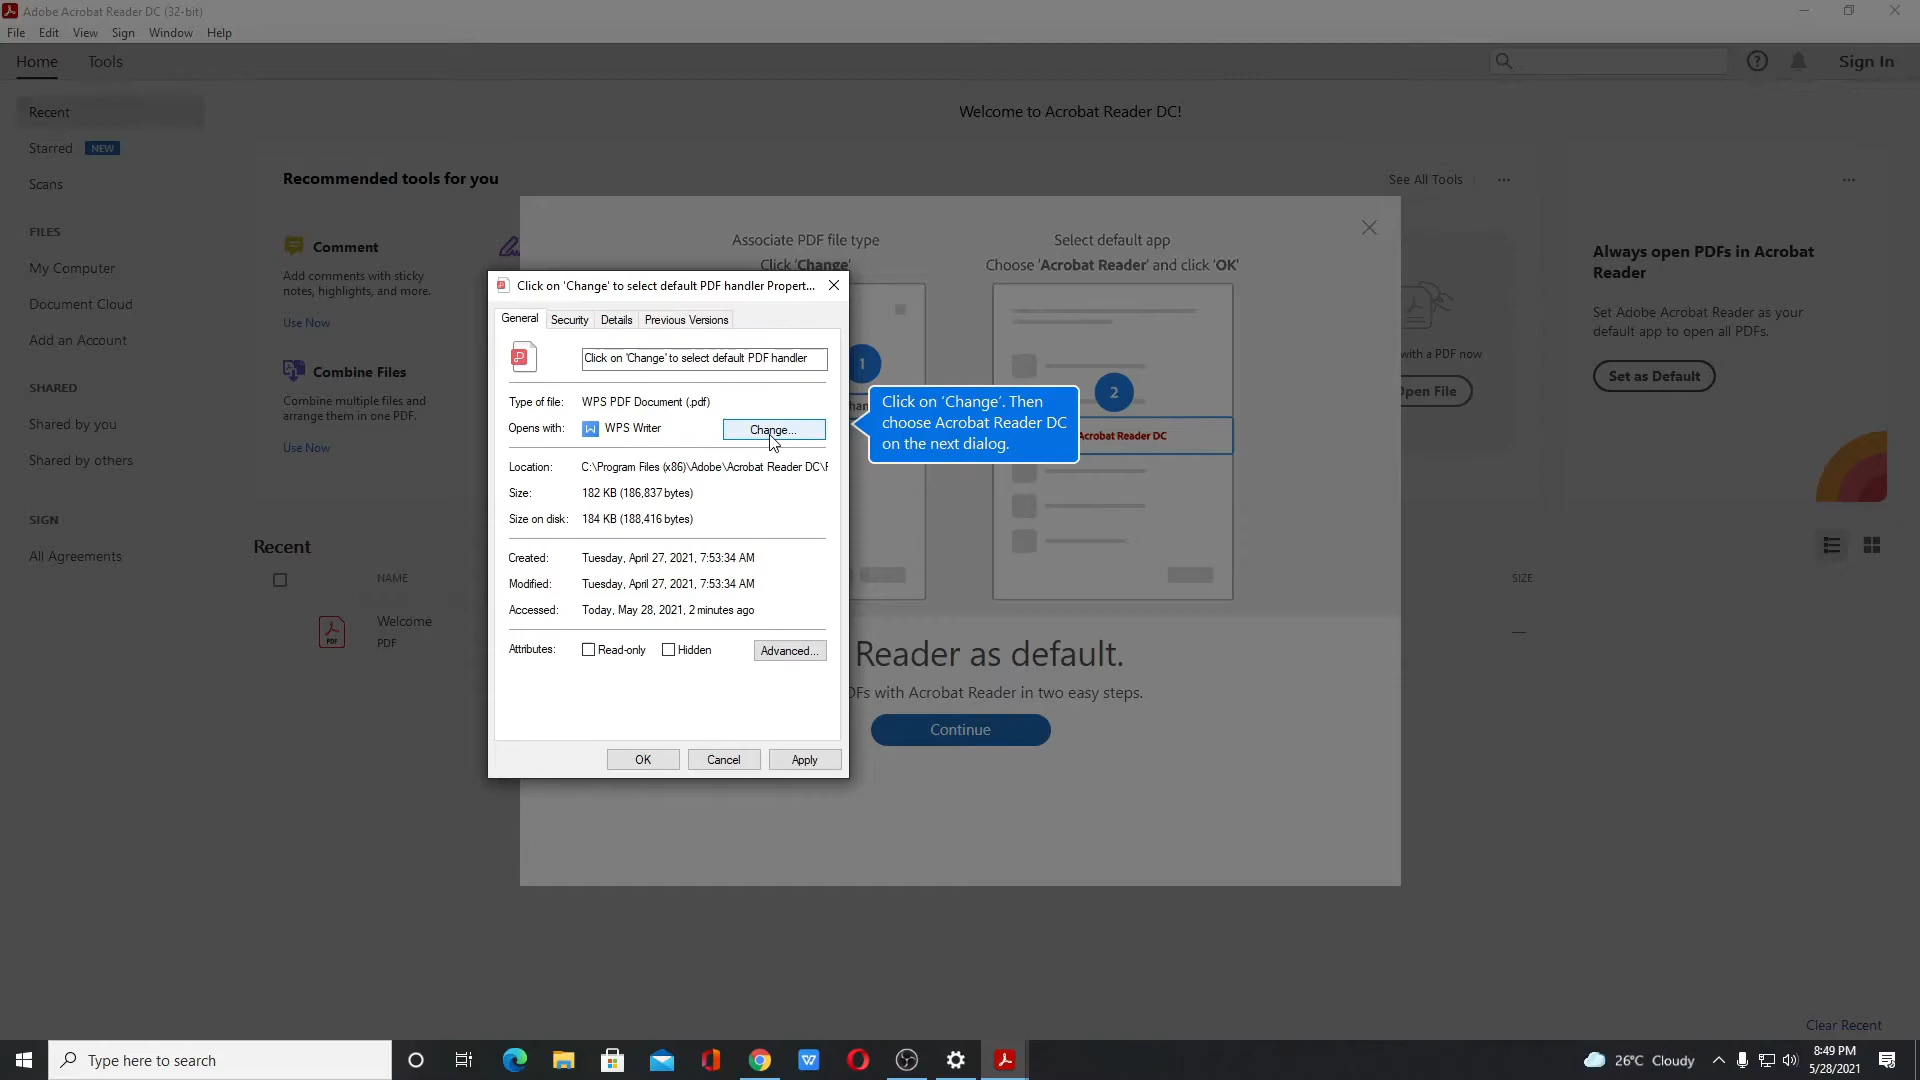 Adobe Acrobat Reader DC (32-bit)
File Edit View Sign Window Help
Home Tools
Sign In
Recent
Starred NEW
Scans
FILES
My Computer
Document Cloud
Add an Account
SHARED
Shared by you
Shared by others
SIGN
All Agreements
Welcome to Acrobat Reader DC!
Recommended tools for you
See All Tools
Comment
Add comments with sticky
notes, highlights, and more.
Use Now
Combine Files
Combine multiple files and
arrange them in one PDF.
Use Now
with a PDF now
Open File
Always open PDFs in Acrobat
Reader
Set Adobe Acrobat Reader as your
default app to open all PDFs.
Set as Default
Recent
NAME
SIZE
Welcome
PDF
Associate PDF file type
Click 'Change'
Select default app
Choose 'Acrobat Reader' and click 'OK'
1
2
Acrobat Reader DC
Reader as default.
PDFs with Acrobat Reader in two easy steps.
Continue
Click on 'Change' to select default PDF handler Propert...
General Security Details Previous Versions
Click on 'Change' to select default PDF handler
Type of file: WPS PDF Document (.pdf)
Opens with: WPS Writer Change...
Location: C:\Program Files (x86)\Adobe\Acrobat Reader DC\F
Size: 182 KB (186,837 bytes)
Size on disk: 184 KB (188,416 bytes)
Created: Tuesday, April 27, 2021, 7:53:34 AM
Modified: Tuesday, April 27, 2021, 7:53:34 AM
Accessed: Today, May 28, 2021, 2 minutes ago
Attributes: Read-only Hidden Advanced...
OK Cancel Apply
Click on 'Change'. Then
choose Acrobat Reader DC
on the next dialog.
Clear Recent
Type here to search
26°C Cloudy
8:49 PM
5/28/2021